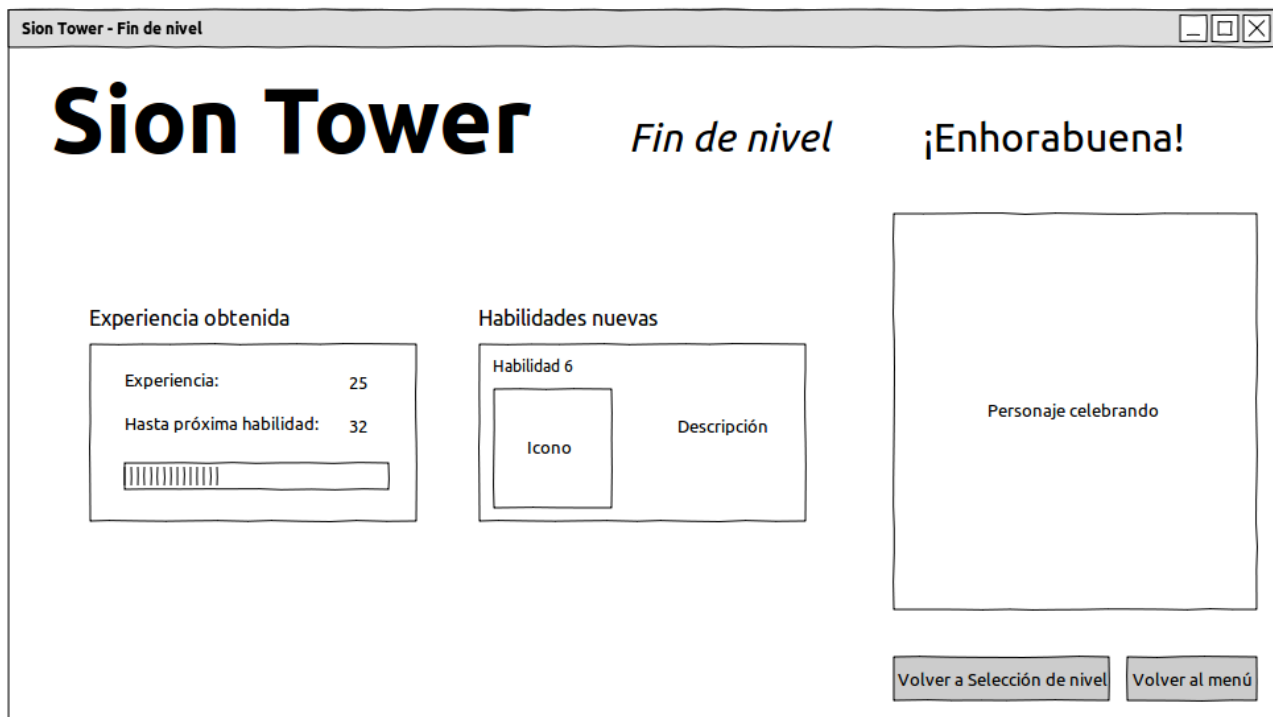 Sion Tower - Fin de nivel
Sion Tower
Fin de nivel
¡Enhorabuena!
Experiencia obtenida
Experiencia: 25
Hasta próxima habilidad: 32
Habilidades nuevas
Habilidad 6
Icono
Descripción
Personaje celebrando
Volver a Selección de nivel
Volver al menú